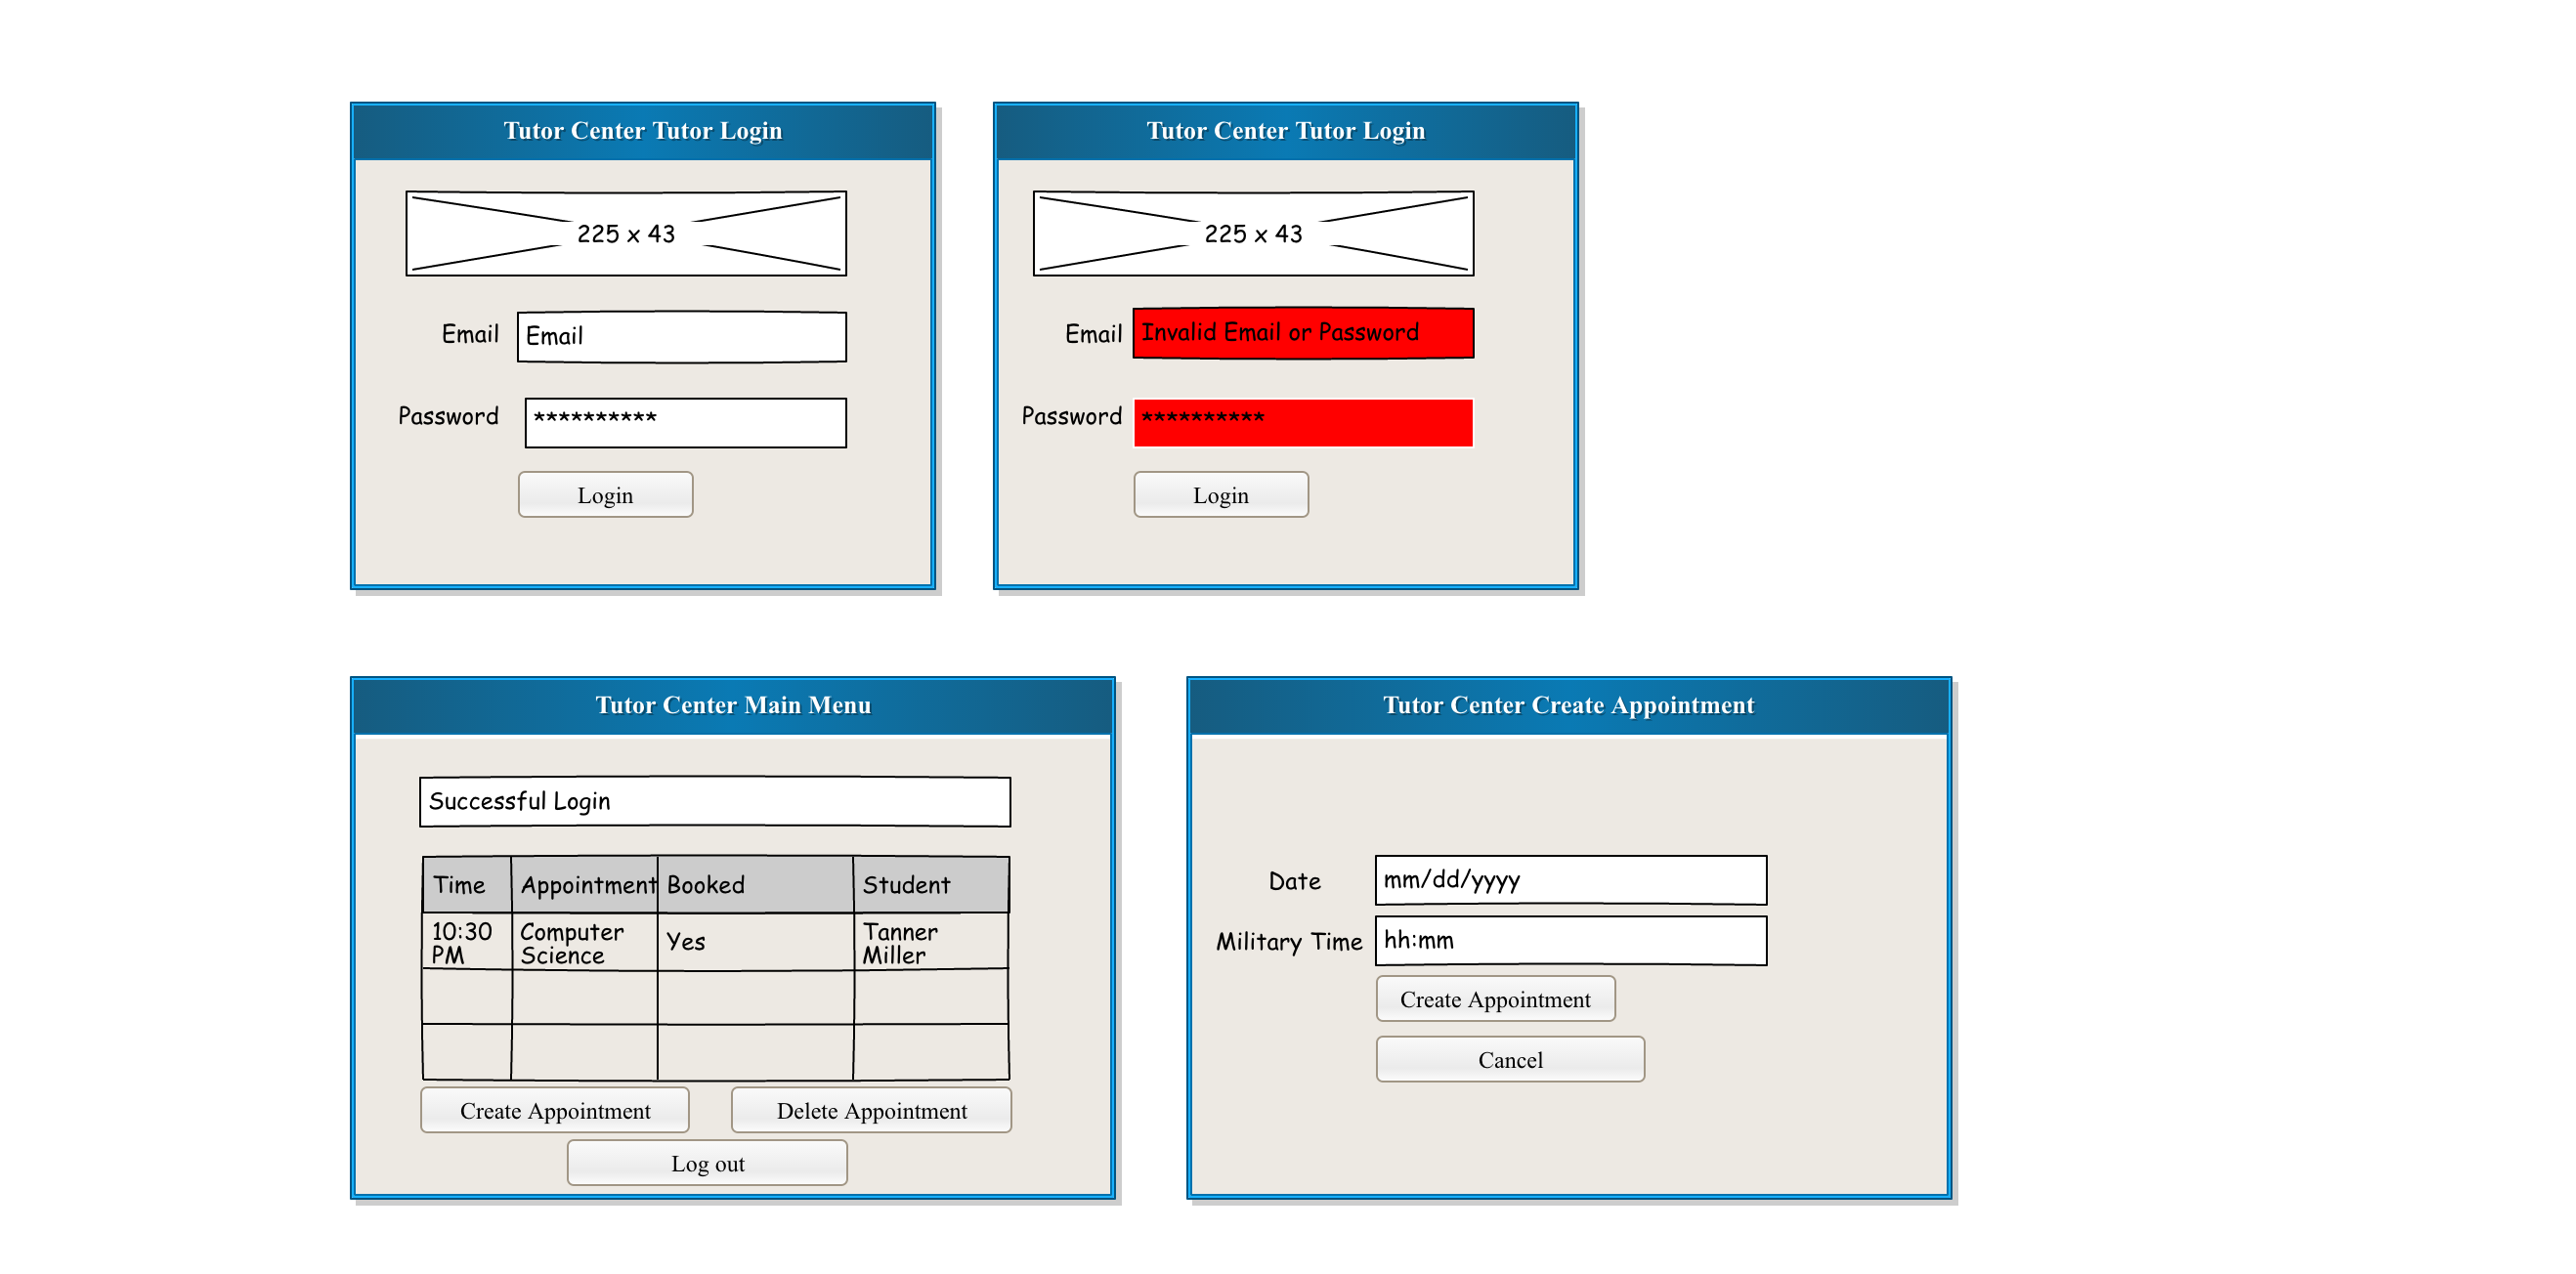 Tutor Center Tutor Login
225 x 43
Email Email
Password **********
Login
Tutor Center Tutor Login
225 x 43
Email Invalid Email or Password
Password **********
Login
Tutor Center Main Menu
Successful Login
Time Appointment Booked Student
10:30 PM Computer Science Yes Tanner Miller
Create Appointment Delete Appointment
Log out
Tutor Center Create Appointment
Date mm/dd/yyyy
Military Time hh:mm
Create Appointment
Cancel